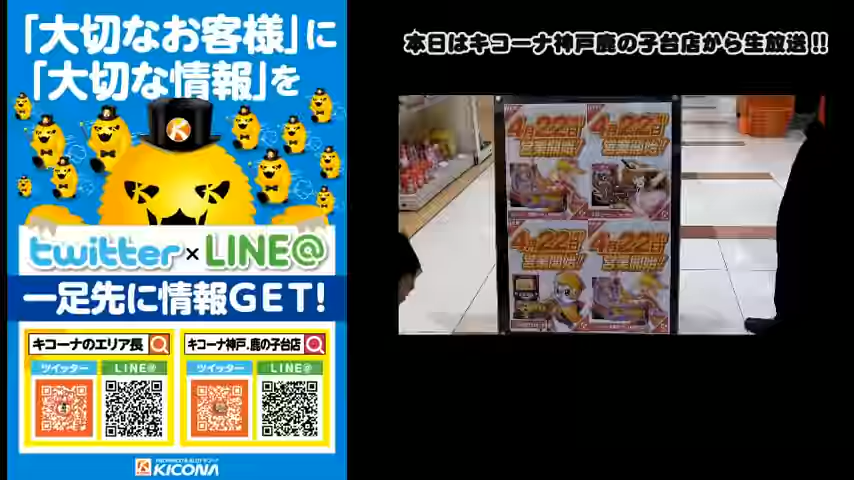 「大切なお客様」に
「大切な情報」を
twitter×LINE@
一足先に情報GET!
キコーナのエリア長
キコーナ神戸.鹿の子台店
ツイッター
LINE@
ツイッター
LINE@
KICONA
本日はキコーナ神戸鹿の子台店から生放送!!
4月22日
営業開始!
4月22日
営業開始!
4月22日
営業開始!
4月22日
営業開始!